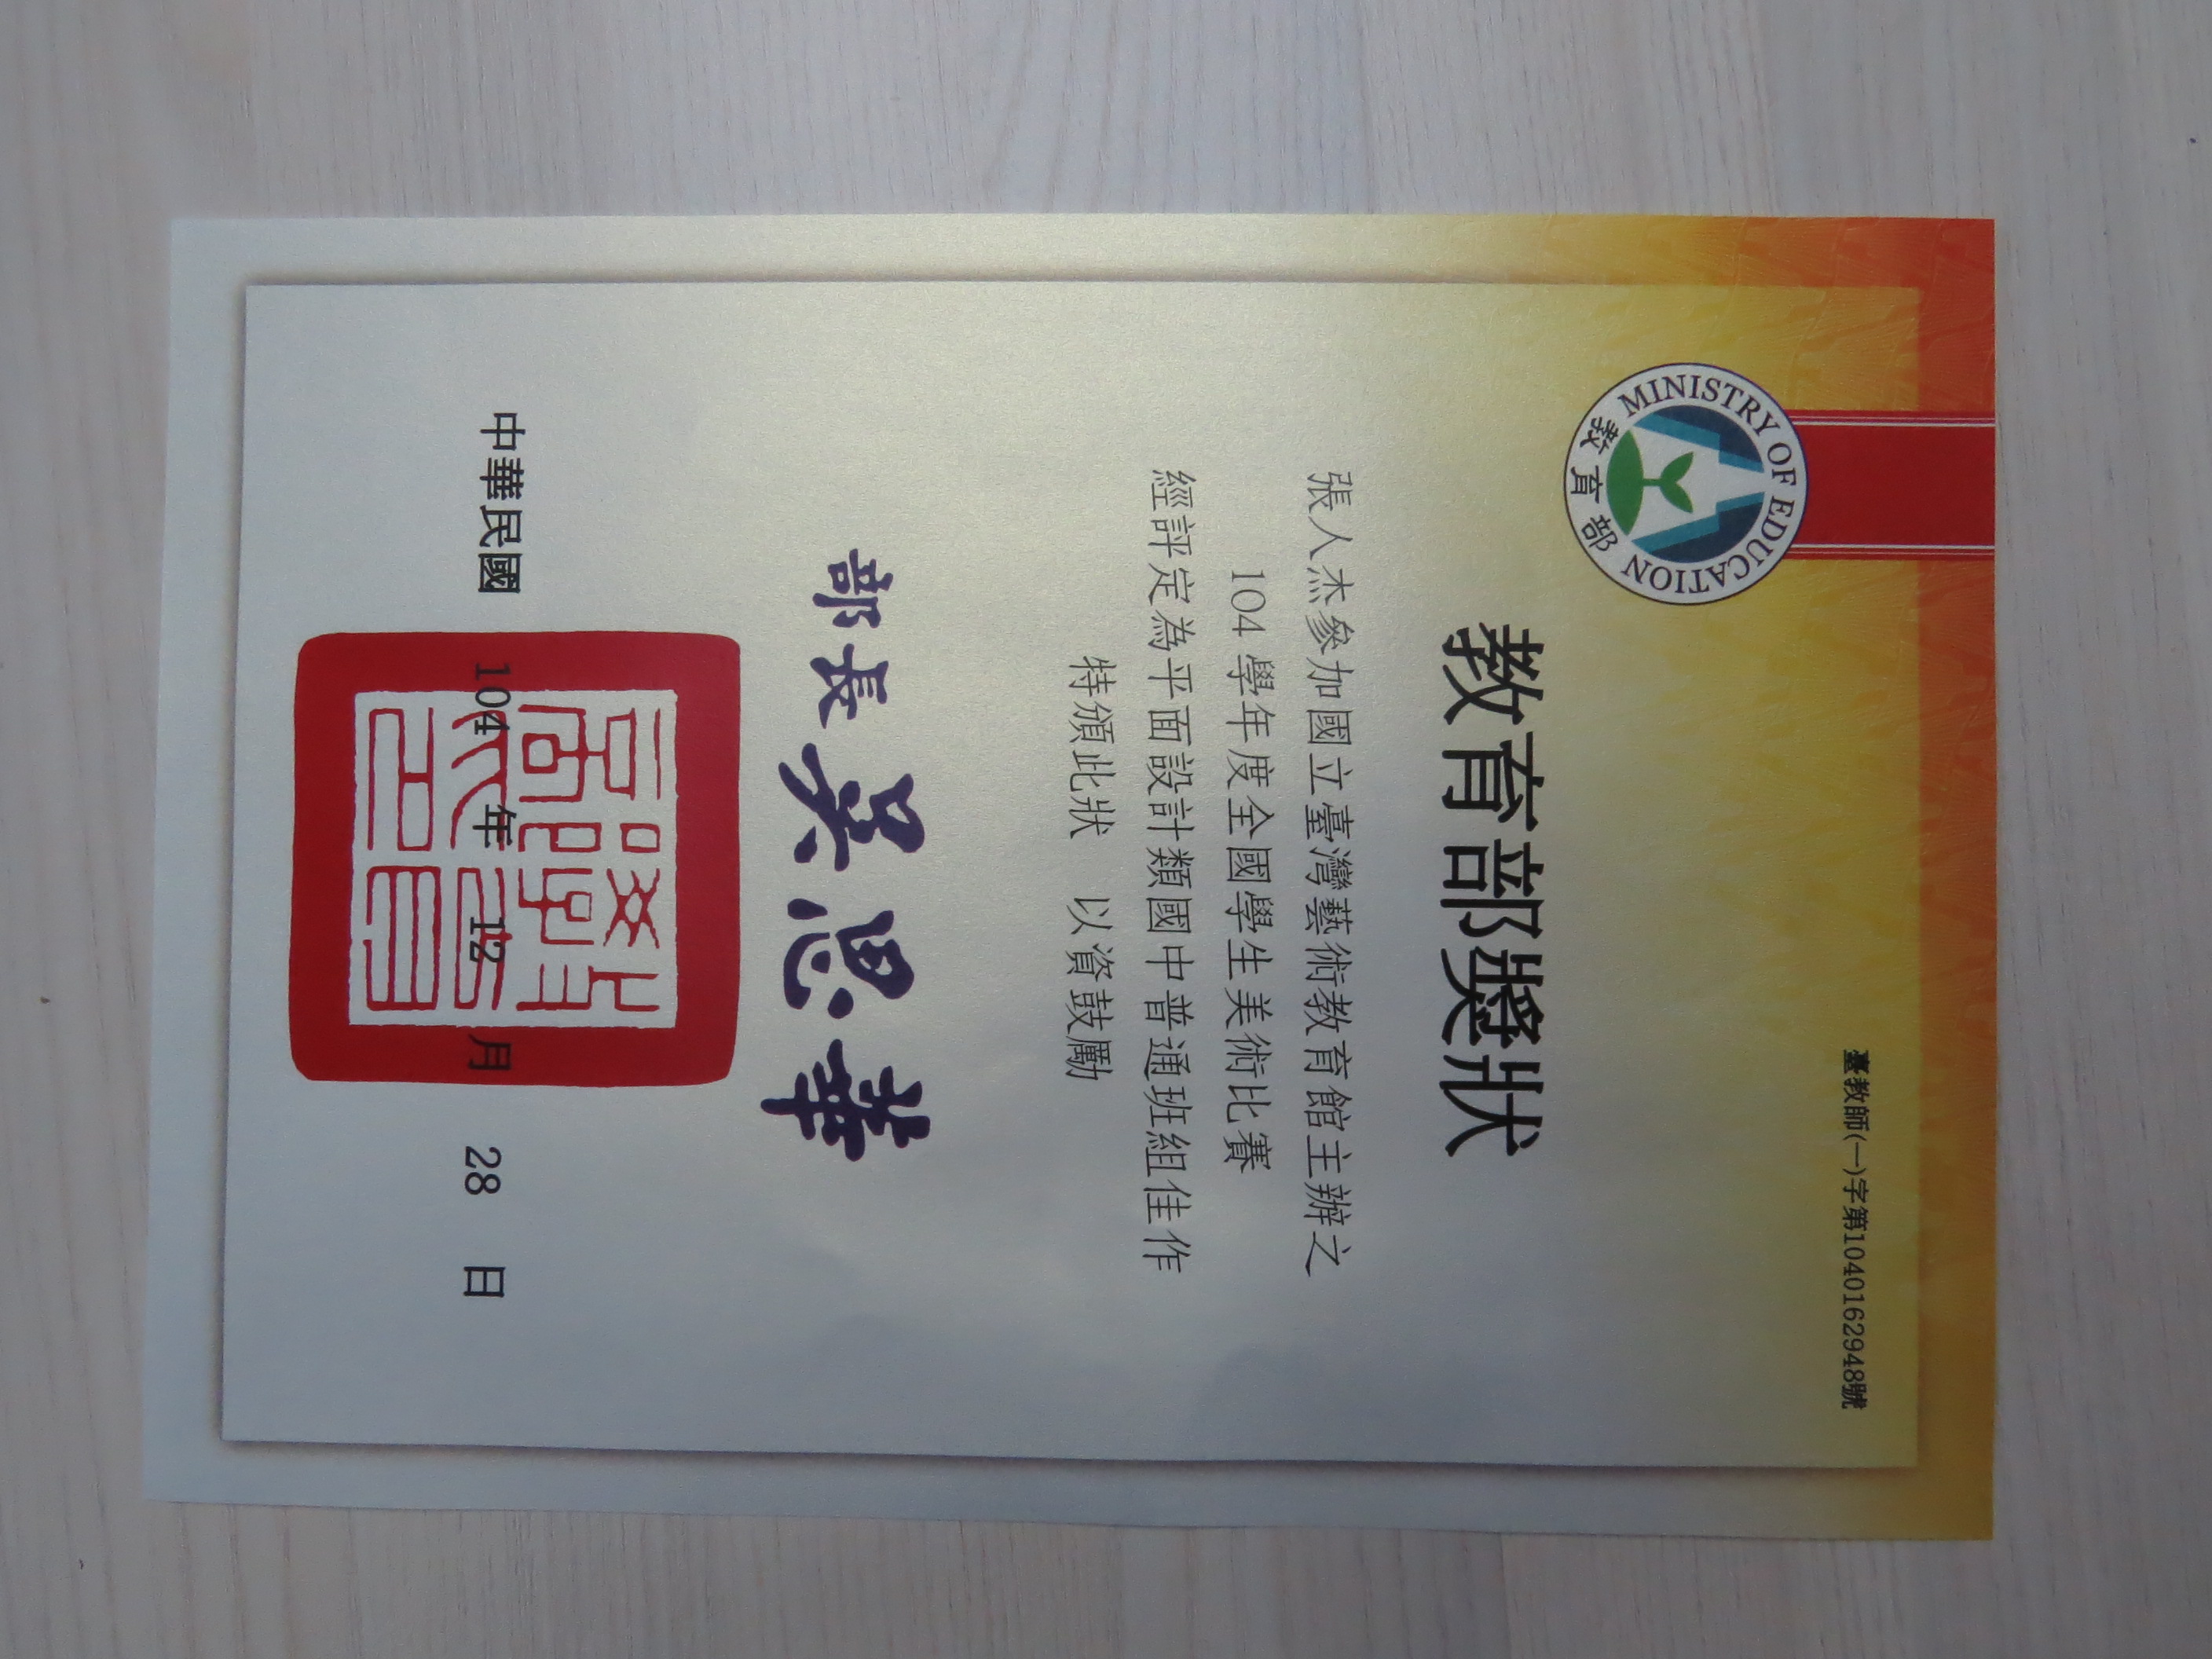 臺教師(一)字第1040162948號
MINISTRY OF EDUCATION
教育部
教育部獎狀
張人杰參加國立臺灣藝術教育館主辦之
104 學年度全國學生美術比賽
經評定為平面設計類國中普通班組佳作
特頒此狀 以資鼓勵
部長 吳思華
中華民國 104 年 12 月 28 日